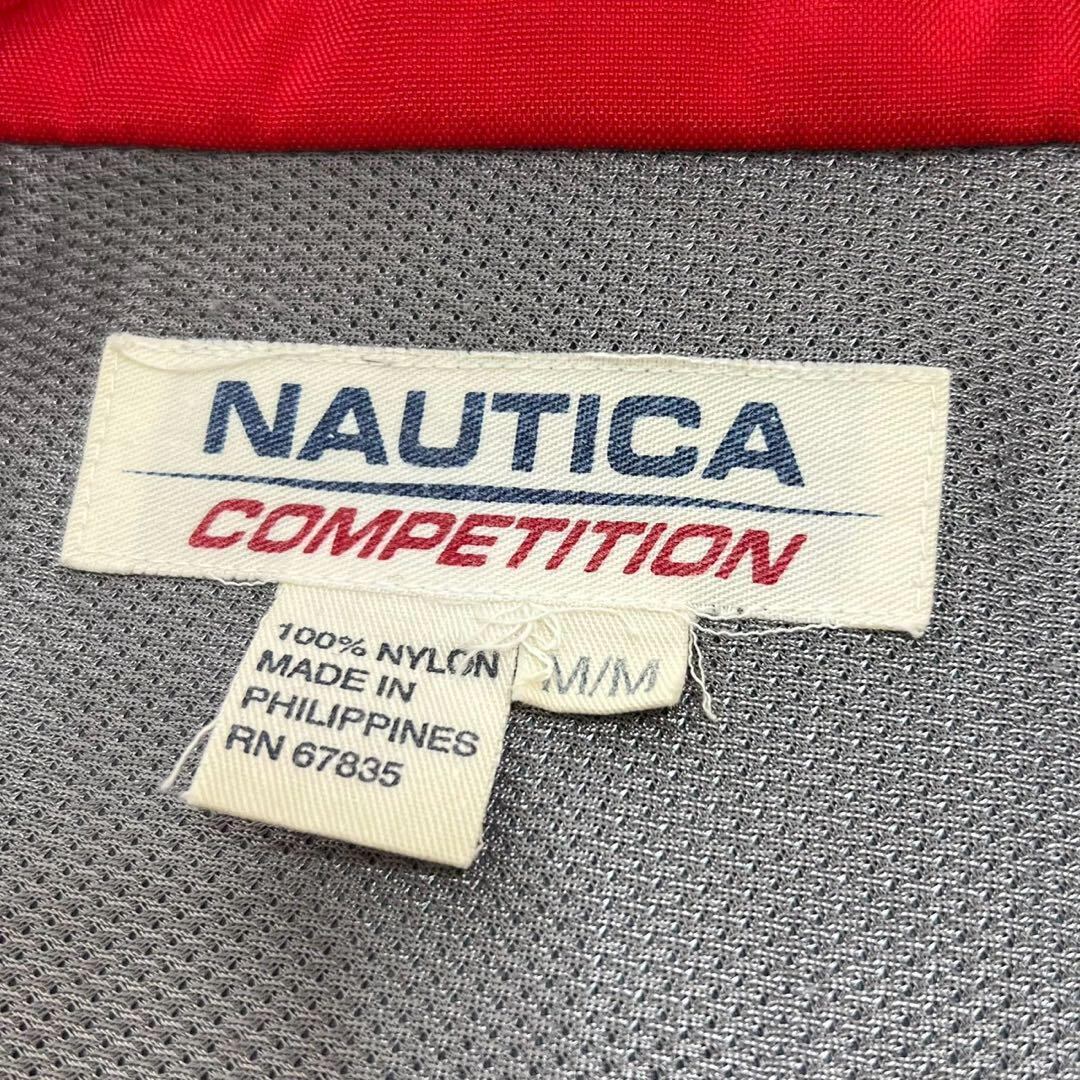 NAUTICA
COMPETITION
100% NYLON
MADE IN
PHILIPPINES
RN 67835
M/M